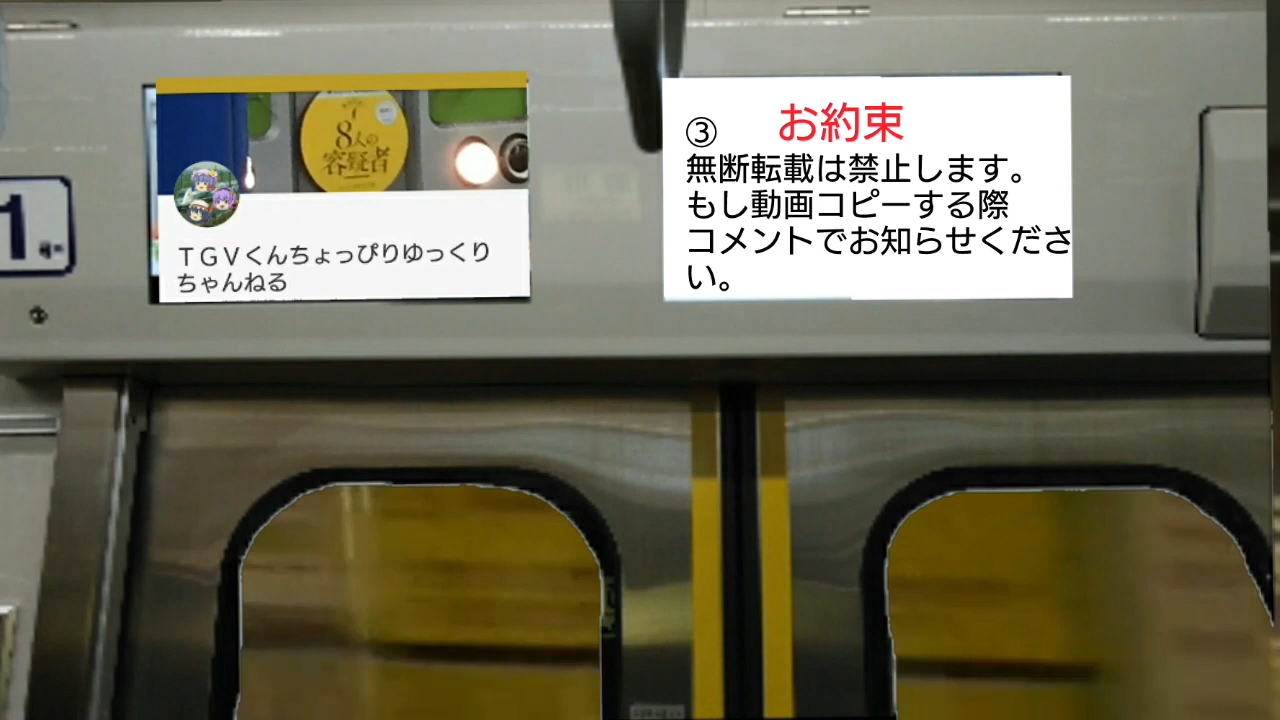 8人の
容疑者
TGVくんちょっぴりゆっくり
ちゃんねる
③ お約束
無断転載は禁止します。
もし動画コピーする際
コメントでお知らせくださ
い。
1